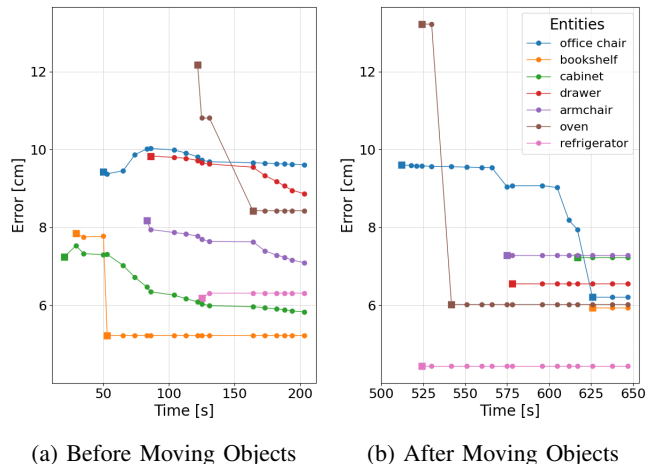 Error [cm]
12
10
8
6
50
100
150
200
Time [s]
(a) Before Moving Objects
Error [cm]
12
10
8
6
500
525
550
575
600
625
650
Time [s]
Entities
office chair
bookshelf
cabinet
drawer
armchair
oven
refrigerator
(b) After Moving Objects